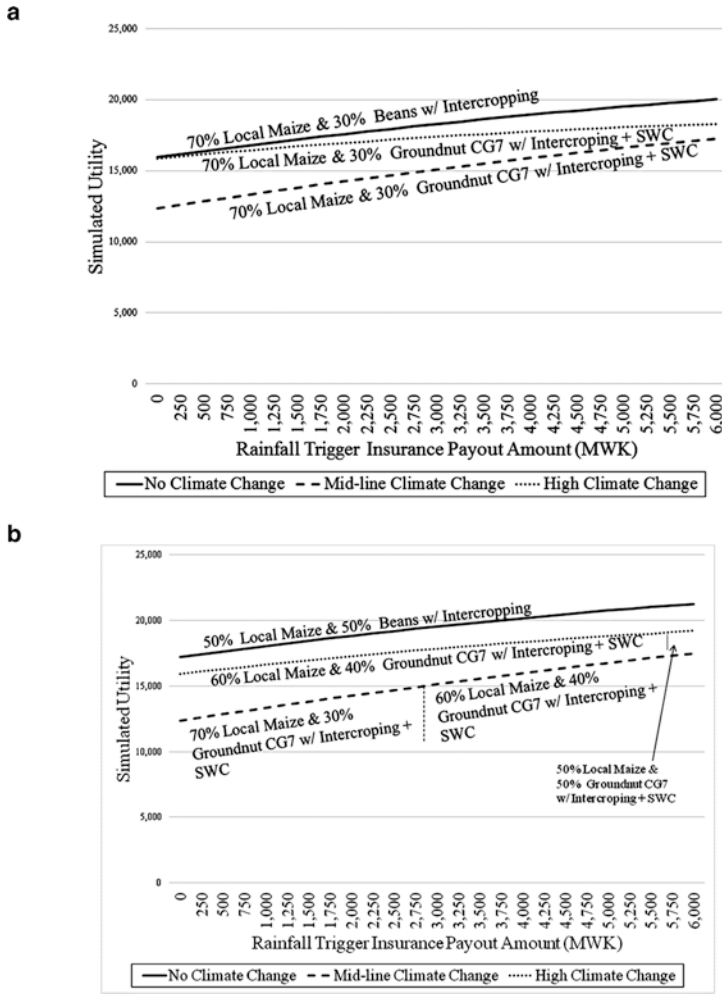 a
25,000
20,000
15,000
10,000
5,000
0
Simulated Utility
70% Local Maize & 30% Beans w/ Intercropping
70% Local Maize & 30% Groundnut CG7 w/ Intercroping + SWC
70% Local Maize & 30% Groundnut CG7 w/ Intercroping + SWC
0 250 500 750 1,000 1,250 1,500 1,750 2,000 2,250 2,500 2,750 3,000 3,250 3,500 3,750 4,000 4,250 4,500 4,750 5,000 5,250 5,500 5,750 6,000
Rainfall Trigger Insurance Payout Amount (MWK)
No Climate Change Mid-line Climate Change High Climate Change
b
25,000
20,000
15,000
10,000
5,000
0
Simulated Utility
50% Local Maize & 50% Beans w/ Intercropping
60% Local Maize & 40% Groundnut CG7 w/ Intercroping + SWC
70% Local Maize & 30%
Groundnut CG7 w/ Intercroping +
SWC
60% Local Maize & 40%
Groundnut CG7 w/ Intercroping +
SWC
50% Local Maize &
50% Groundnut CG7
w/ Intercroping + SWC
0 250 500 750 1,000 1,250 1,500 1,750 2,000 2,250 2,500 2,750 3,000 3,250 3,500 3,750 4,000 4,250 4,500 4,750 5,000 5,250 5,500 5,750 6,000
Rainfall Trigger Insurance Payout Amount (MWK)
No Climate Change Mid-line Climate Change High Climate Change